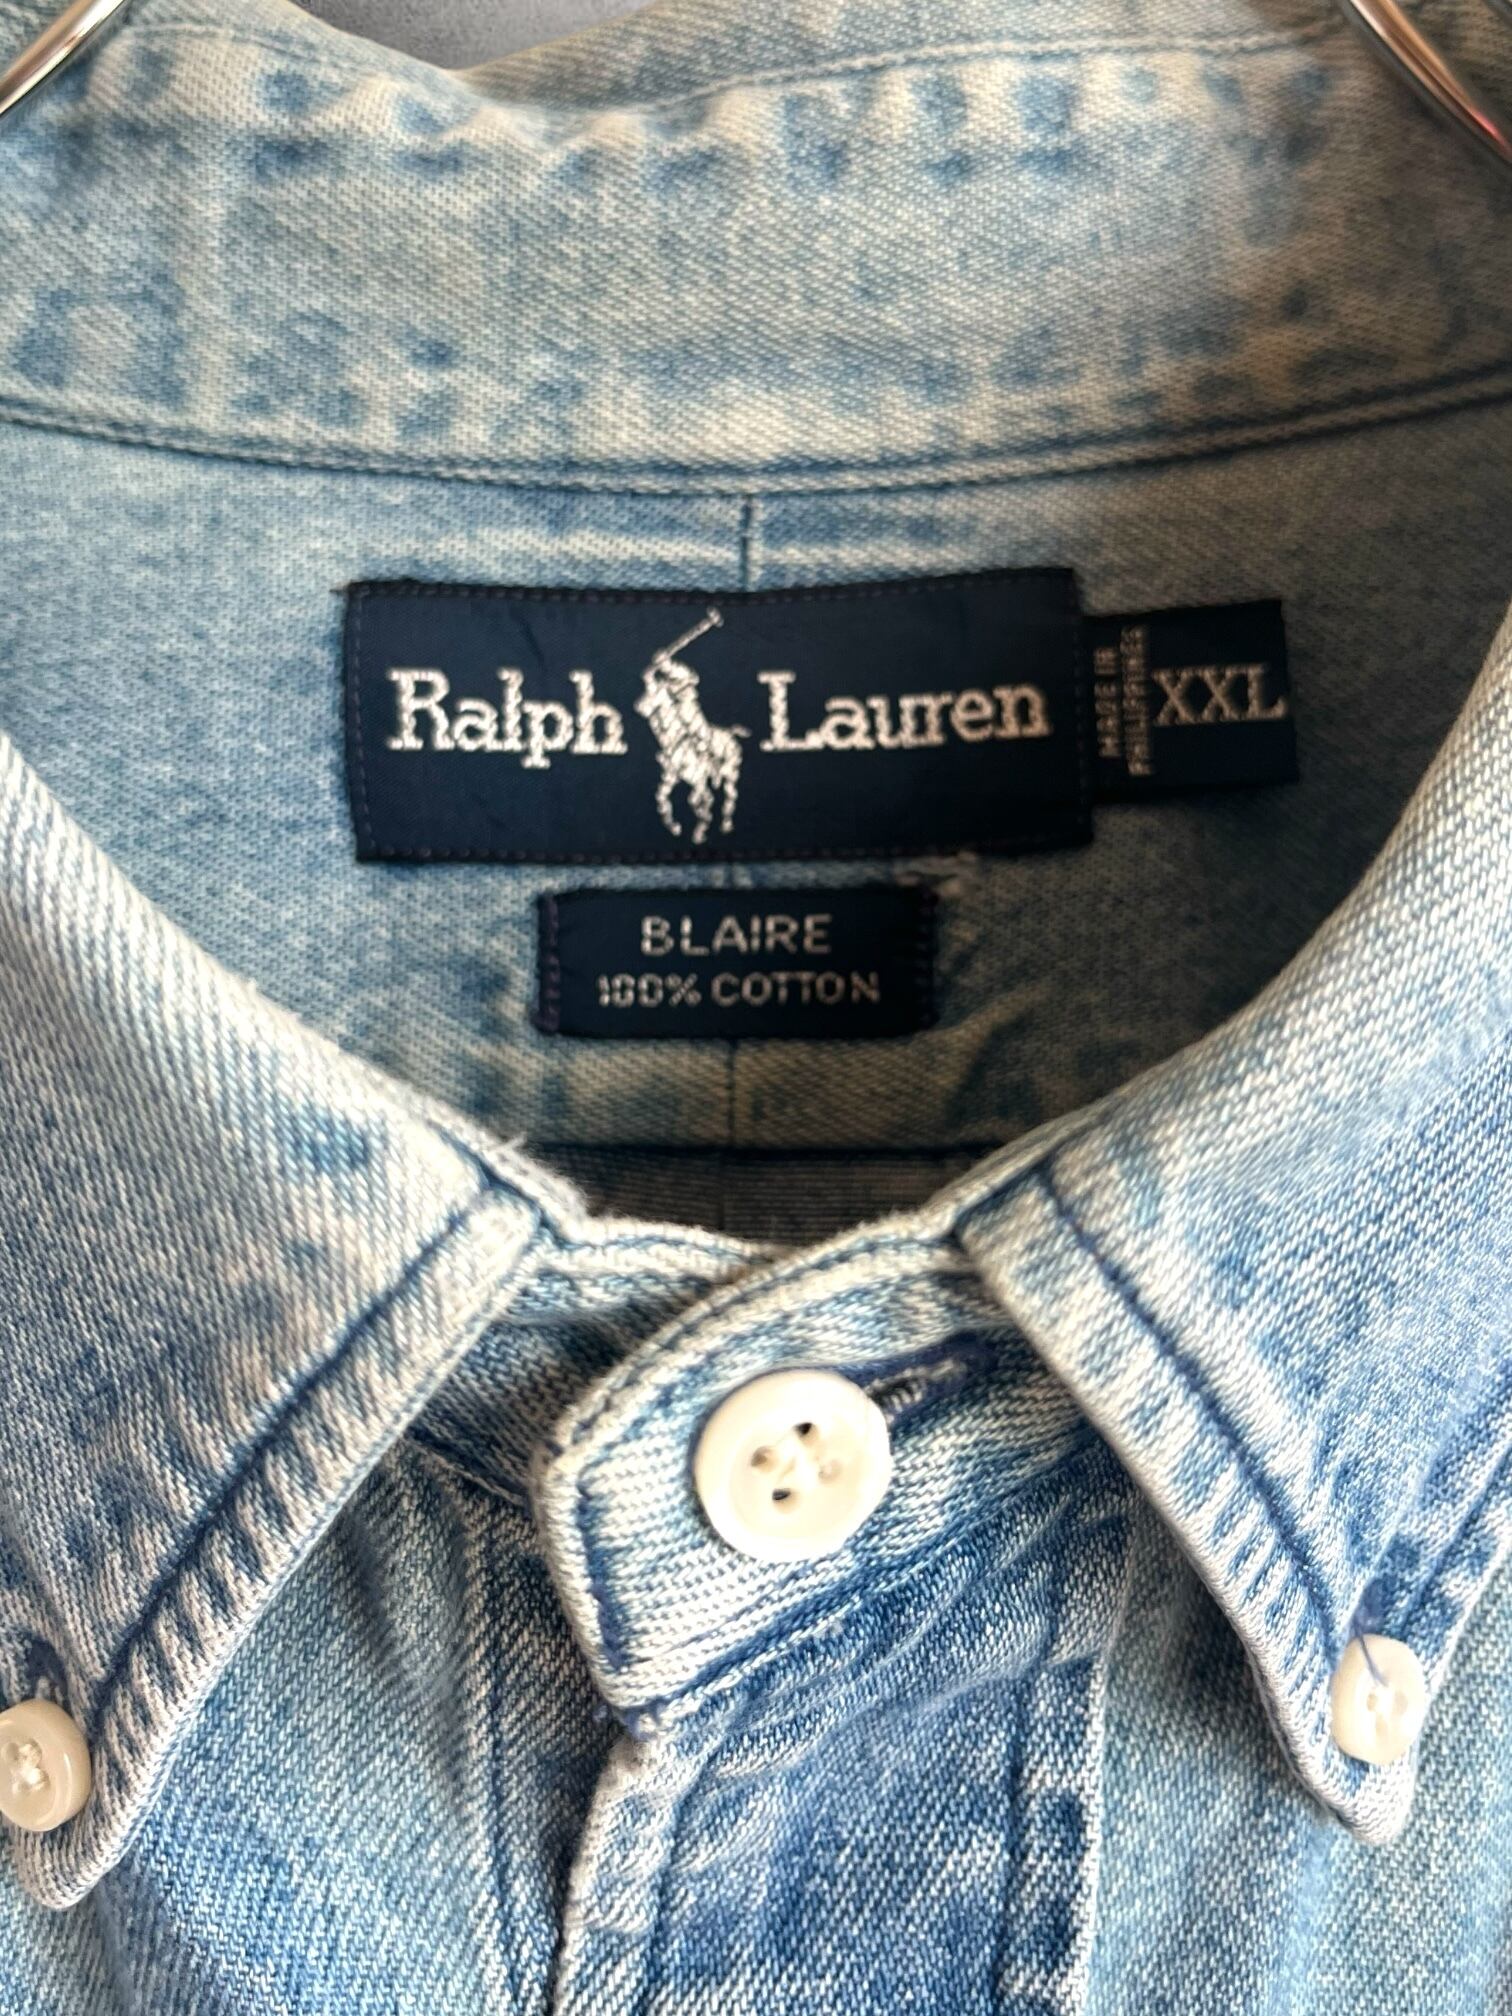 Ralph Lauren
MADE IN
PHILIPPINES
XXL
BLAIRE
100% COTTON